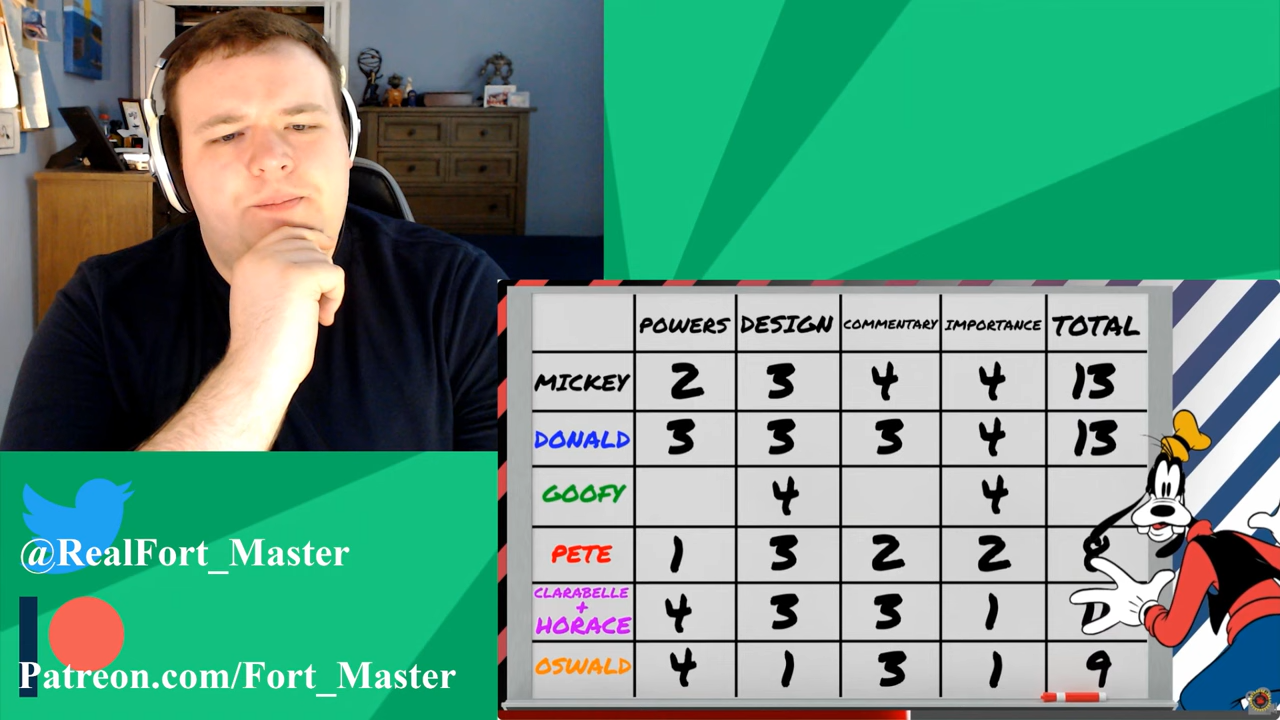 POWERS DESIGN COMMENTARY IMPORTANCE TOTAL
MICKEY 2 3 4 4 13
DONALD 3 3 3 4 13
GOOFY 4 4
PETE 1 3 2 2
CLARABELLE
+
HORACE 4 3 3 1
OSWALD 4 1 3 1 9
@RealFort_Master
Patreon.com/Fort_Master